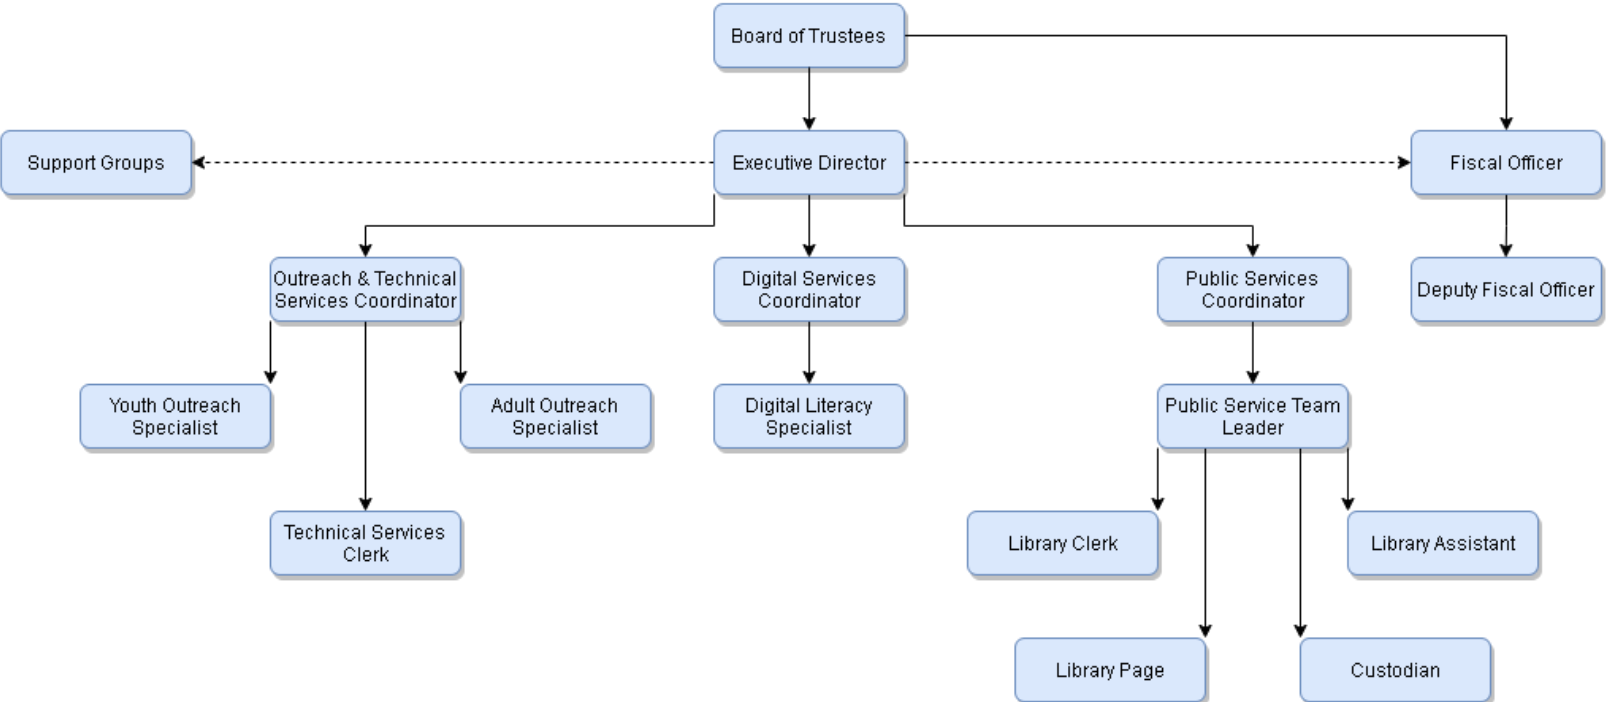 Board of Trustees
Support Groups
Executive Director
Fiscal Officer
Outreach & Technical
Services Coordinator
Digital Services
Coordinator
Public Services
Coordinator
Deputy Fiscal Officer
Youth Outreach
Specialist
Adult Outreach
Specialist
Digital Literacy
Specialist
Public Service Team
Leader
Technical Services
Clerk
Library Clerk
Library Assistant
Library Page
Custodian